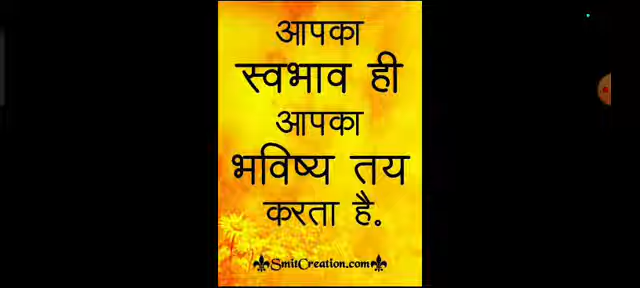 आपका
स्वभाव ही
आपका
भविष्य तय
करता है.
SmitCreation.com